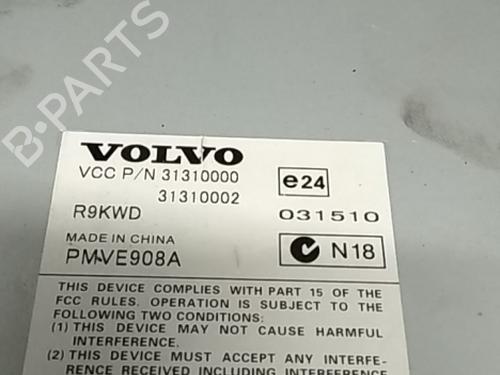 B-PARTS
VOLVO
VCC P/N 31310000
31310002
e24
R9KWD
031510
MADE IN CHINA
PM-VE908A
N18
THIS DEVICE COMPLIES WITH PART 15 OF THE
FCC RULES. OPERATION IS SUBJECT TO THE
FOLLOWING TWO CONDITIONS:
(1) THIS DEVICE MAY NOT CAUSE HARMFUL
INTERFERENCE.
(2) THIS DEVICE MUST ACCEPT ANY INTERFE-
RENCE RECEIVED INCLUDING INTERFERENCE